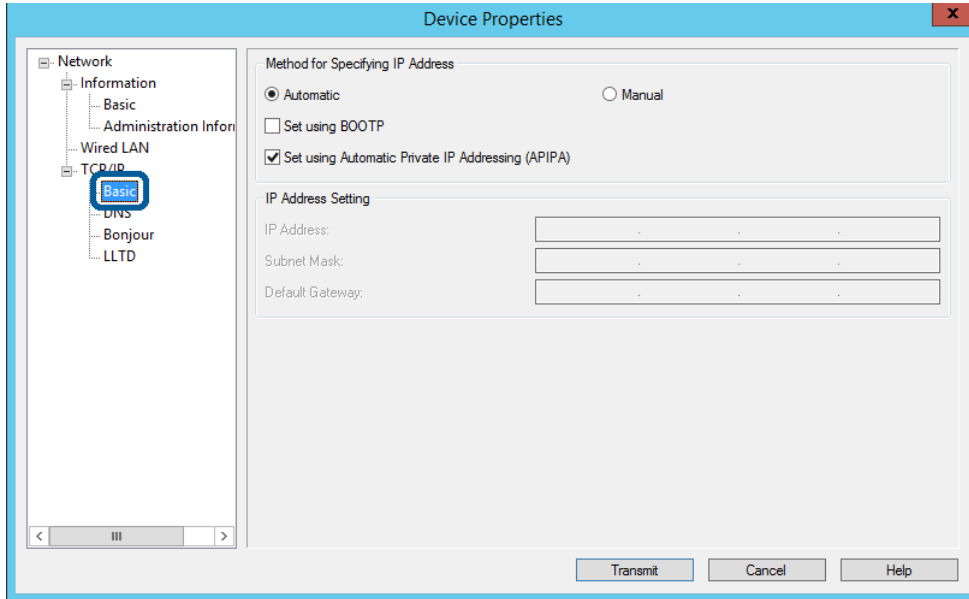 Device Properties
x
Network
Information
Basic
Administration Infor
Wired LAN
TCP/IP
Basic
DNS
Bonjour
LLTD
Method for Specifying IP Address
Automatic
Manual
Set using BOOTP
Set using Automatic Private IP Addressing (APIPA)
IP Address Setting
IP Address:
Subnet Mask:
Default Gateway:
Transmit
Cancel
Help